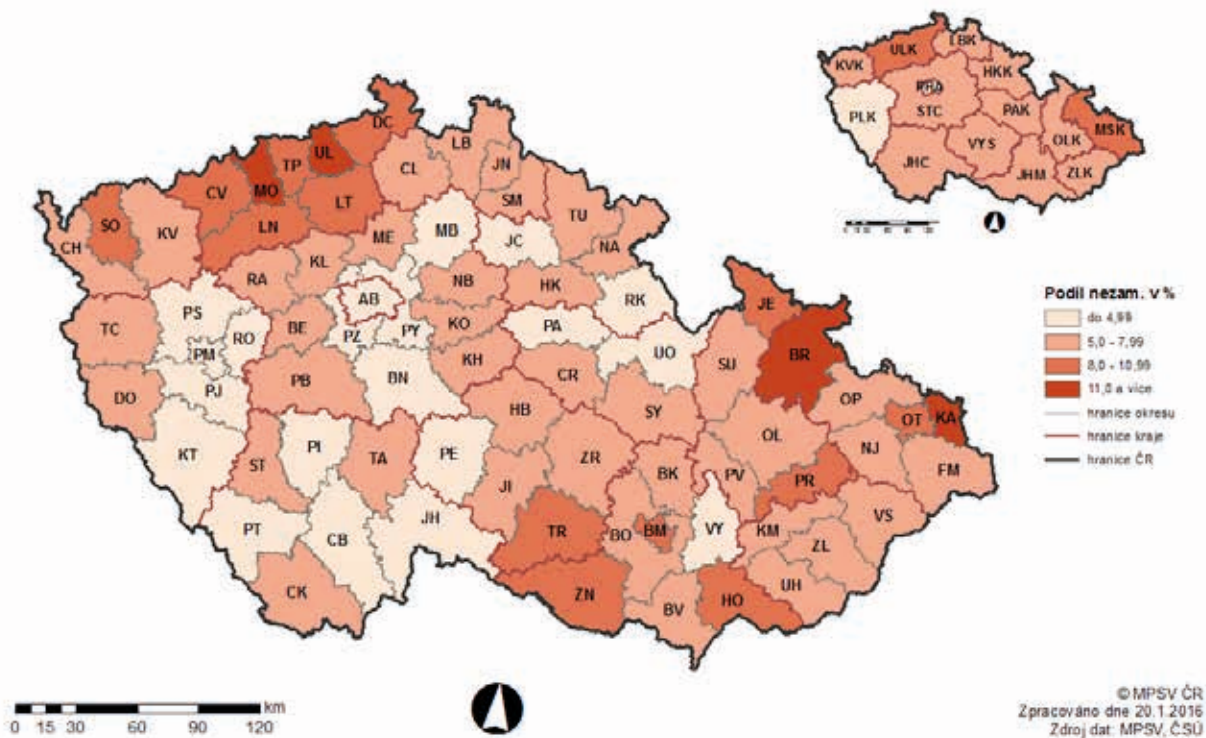 DC
UL
TP
LB
JN
CL
MO
CV
LT
SM
SO
LN
TU
KV
ME
MB
JC
CH
NA
RA
KL
NB
HK
RK
AB
PS
TC
RO
BE
PZ
PY
KO
PA
UO
JE
PM
BR
PJ
PB
BN
KH
CR
SU
DO
OP
HB
SY
OT
KA
PI
PE
OL
KT
ST
TA
ZR
NJ
FM
BK
PV
PR
JI
VS
PT
CB
JH
TR
BO
BM
VY
KM
ZL
CK
ZN
BV
HO
UH
ULK
LBK
KVK
HKK
PHA
STC
PLK
PAK
MSK
VYS
OLK
JHC
JHM
ZLK
Podíl nezam. v %
do 4,99
5,0 - 7,99
8,0 - 10,99
11,0 a více
hranice okresu
hranice kraje
hranice ČR
km
0 15 30 60 90 120
© MPSV ČR
Zpracováno dne 20.1.2016
Zdroj dat: MPSV, ČSÚ